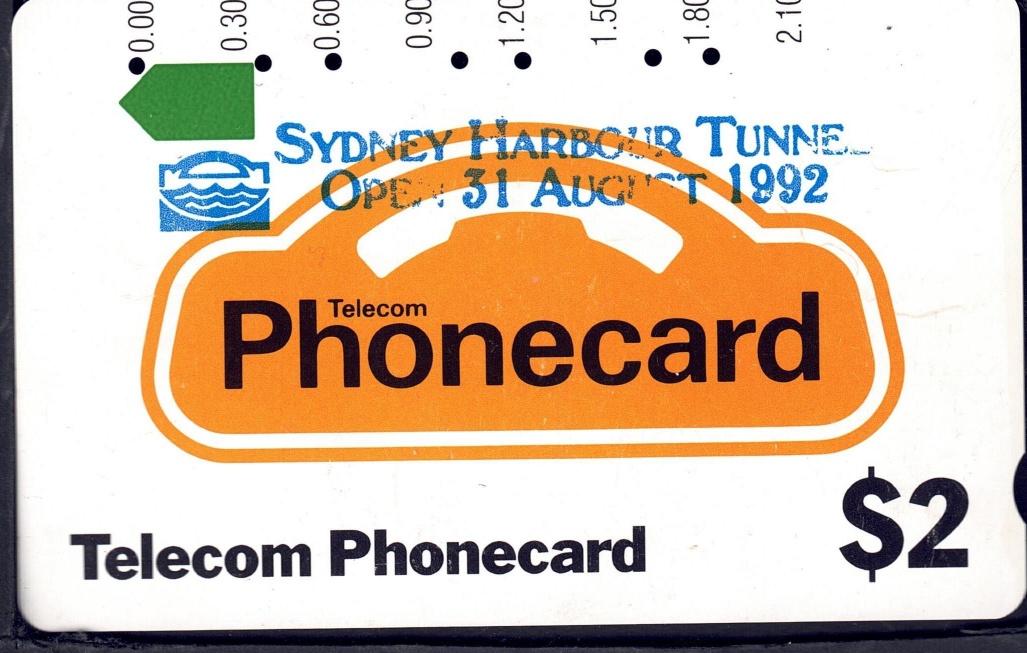 0.00 0.30 0.60 0.90 1.20 1.50 1.80 2.10
SYDNEY HARBOUR TUNNEL
OPEN 31 AUGUST 1992
Telecom
Phonecard
Telecom Phonecard
$2